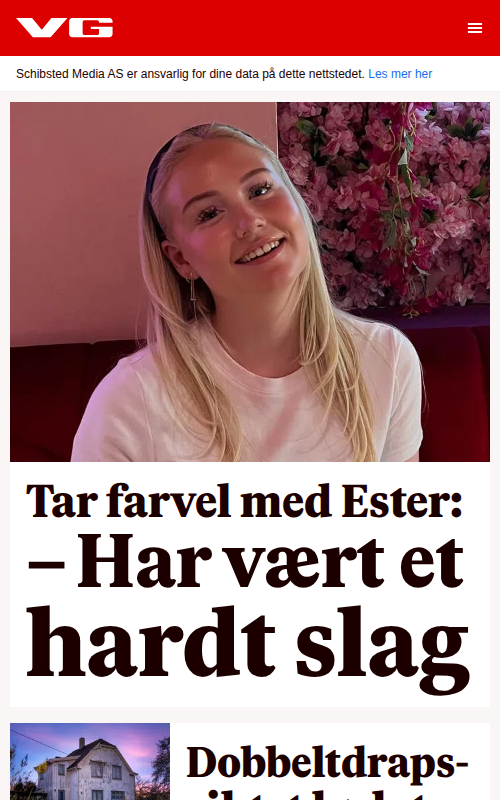 VG
Schibsted Media AS er ansvarlig for dine data på dette nettstedet. Les mer her
Tar farvel med Ester:
– Har vært et
hardt slag
Dobbeltdraps-